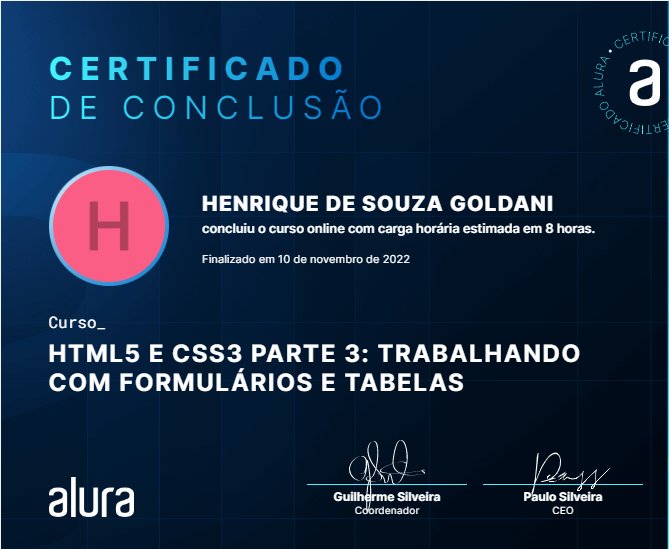 CERTIFICADO
DE CONCLUSÃO
ALURA • CERTIFIC
CERTIFICADO
a
H
HENRIQUE DE SOUZA GOLDANI
concluiu o curso online com carga horária estimada em 8 horas.
Finalizado em 10 de novembro de 2022
Curso_
HTML5 E CSS3 PARTE 3: TRABALHANDO
COM FORMULÁRIOS E TABELAS
alura
Guilherme Silveira
Coordenador
Paulo Silveira
CEO